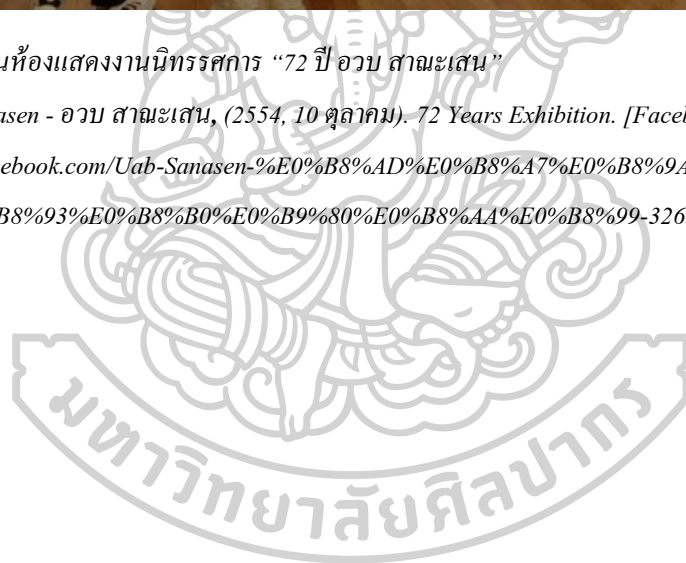 นห้องแสดงงานนิทรรศการ “72 ปี อวบ สาณะเสน”
asen - อวบ สาณะเสน, (2554, 10 ตุลาคม). 72 Years Exhibition. [Faceb
ebook.com/Uab-Sanasen-%E0%B8%AD%E0%B8%A7%E0%B8%9A
B8%93%E0%B8%B0%E0%B9%80%E0%B8%AA%E0%B8%99-326
มหาวิทยาลัยศิลปากร